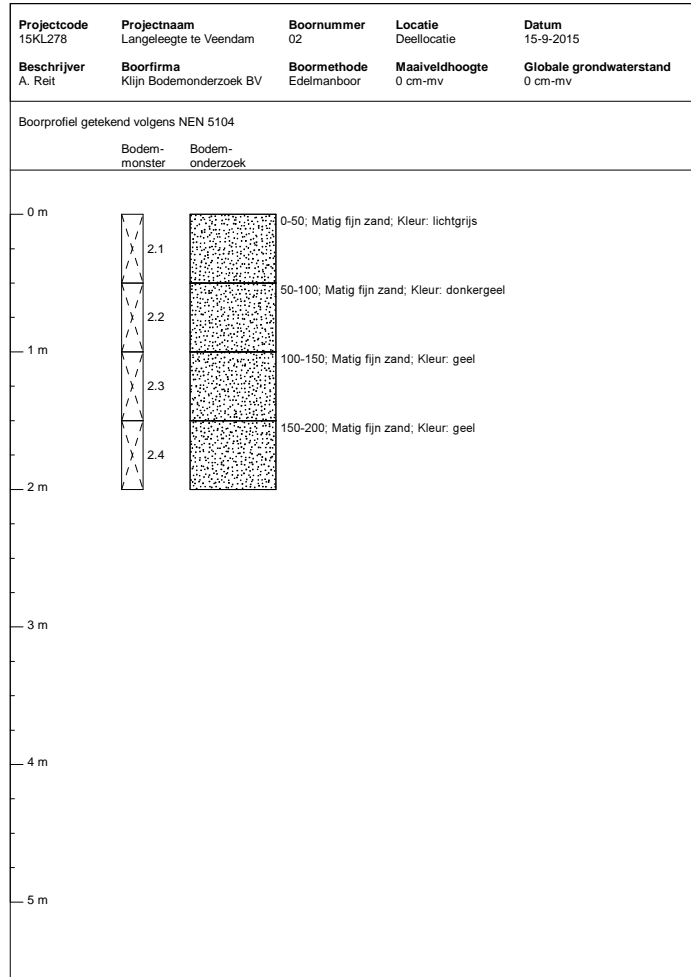 Projectcode Projectnaam Boornummer Locatie Datum
15KL278 Langeleegte te Veendam 02 Deellocatie 15-9-2015
Beschrijver Boorfirma Boormethode Maaiveldhoogte Globale grondwaterstand
A. Reit Klijn Bodemonderzoek BV Edelmanboor 0 cm-mv 0 cm-mv
Boorprofiel getekend volgens NEN 5104
Bodem- Bodem-
monster onderzoek
0 m
0-50; Matig fijn zand; Kleur: lichtgrijs
2.1
50-100; Matig fijn zand; Kleur: donkergeel
2.2
1 m
100-150; Matig fijn zand; Kleur: geel
2.3
150-200; Matig fijn zand; Kleur: geel
2.4
2 m
3 m
4 m
5 m